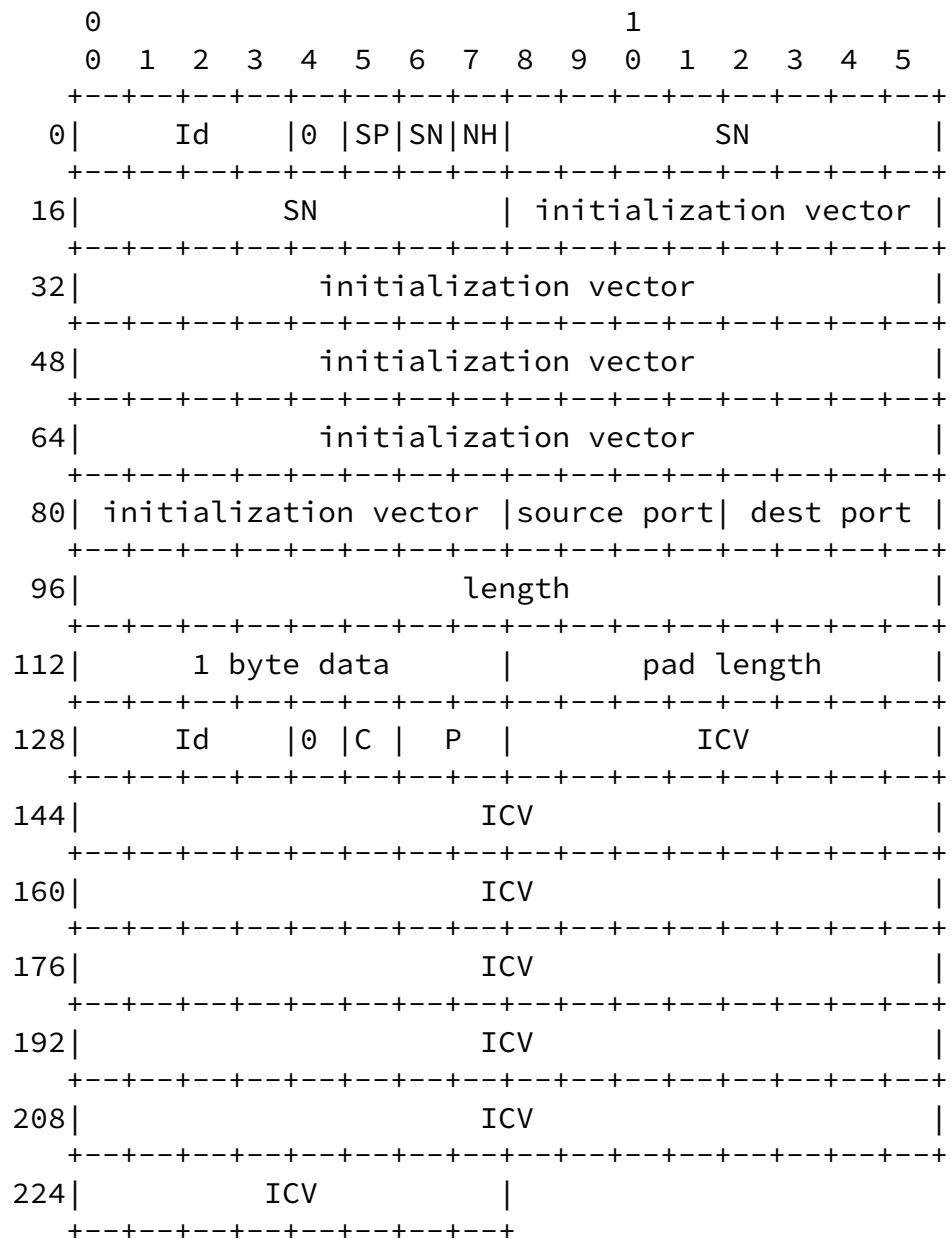 0                             1
     0  1  2  3  4  5  6  7  8  9  0  1  2  3  4  5
    +--+--+--+--+--+--+--+--+--+--+--+--+--+--+--+--+
   0|     Id    |0 |SP|SN|NH|           SN          |
    +--+--+--+--+--+--+--+--+--+--+--+--+--+--+--+--+
  16|           SN          | initialization vector |
    +--+--+--+--+--+--+--+--+--+--+--+--+--+--+--+--+
  32|             initialization vector             |
    +--+--+--+--+--+--+--+--+--+--+--+--+--+--+--+--+
  48|             initialization vector             |
    +--+--+--+--+--+--+--+--+--+--+--+--+--+--+--+--+
  64|             initialization vector             |
    +--+--+--+--+--+--+--+--+--+--+--+--+--+--+--+--+
  80| initialization vector |source port| dest port |
    +--+--+--+--+--+--+--+--+--+--+--+--+--+--+--+--+
  96|                     length                    |
    +--+--+--+--+--+--+--+--+--+--+--+--+--+--+--+--+
 112|      1 byte data      |       pad length      |
    +--+--+--+--+--+--+--+--+--+--+--+--+--+--+--+--+
 128|     Id    |0 |C |  P  |          ICV          |
    +--+--+--+--+--+--+--+--+--+--+--+--+--+--+--+--+
 144|                      ICV                      |
    +--+--+--+--+--+--+--+--+--+--+--+--+--+--+--+--+
 160|                      ICV                      |
    +--+--+--+--+--+--+--+--+--+--+--+--+--+--+--+--+
 176|                      ICV                      |
    +--+--+--+--+--+--+--+--+--+--+--+--+--+--+--+--+
 192|                      ICV                      |
    +--+--+--+--+--+--+--+--+--+--+--+--+--+--+--+--+
 208|                      ICV                      |
    +--+--+--+--+--+--+--+--+--+--+--+--+--+--+--+--+
 224|          ICV          |
    +--+--+--+--+--+--+--+--+